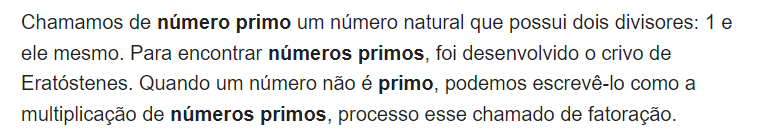 Chamamos de número primo um número natural que possui dois divisores: 1 e
ele mesmo. Para encontrar números primos, foi desenvolvido o crivo de
Eratóstenes. Quando um número não é primo, podemos escrevê-lo como a
multiplicação de números primos, processo esse chamado de fatoração.